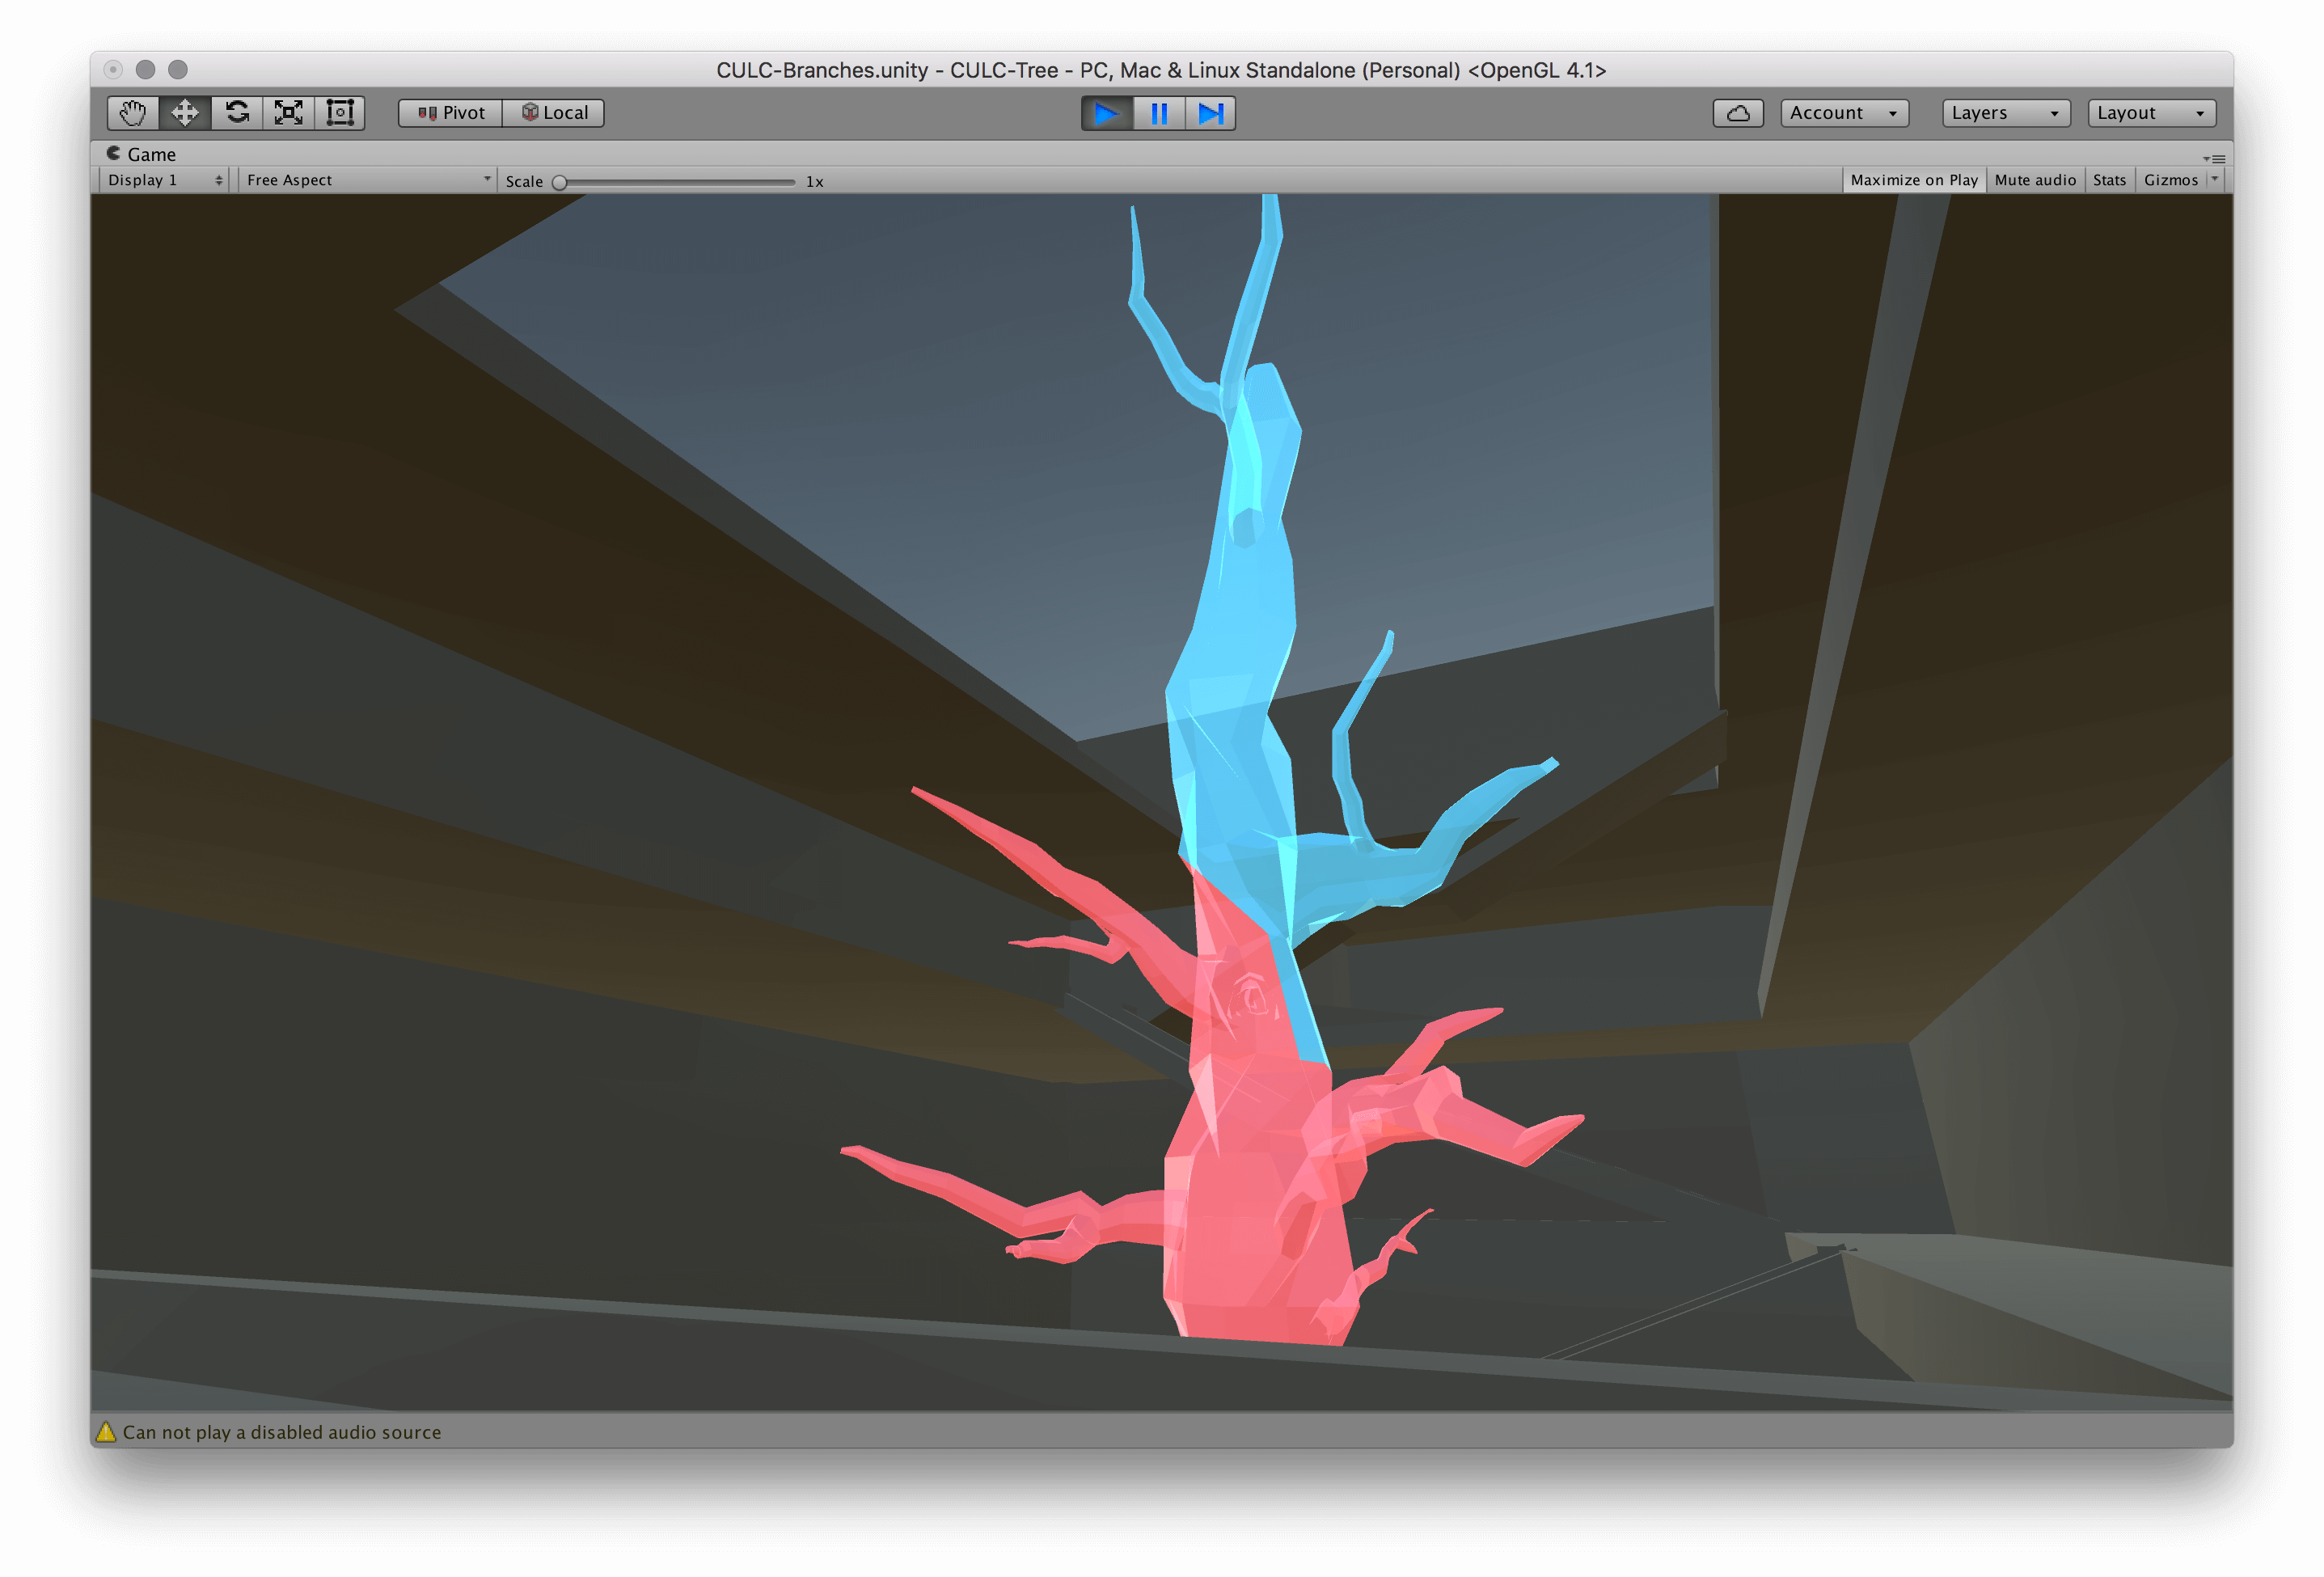 CULC-Branches.unity - CULC-Tree - PC, Mac & Linux Standalone (Personal) <OpenGL 4.1>
Pivot Local Account Layers Layout
Game
Display 1 Free Aspect Scale 1x Maximize on Play Mute audio Stats Gizmos
Can not play a disabled audio source